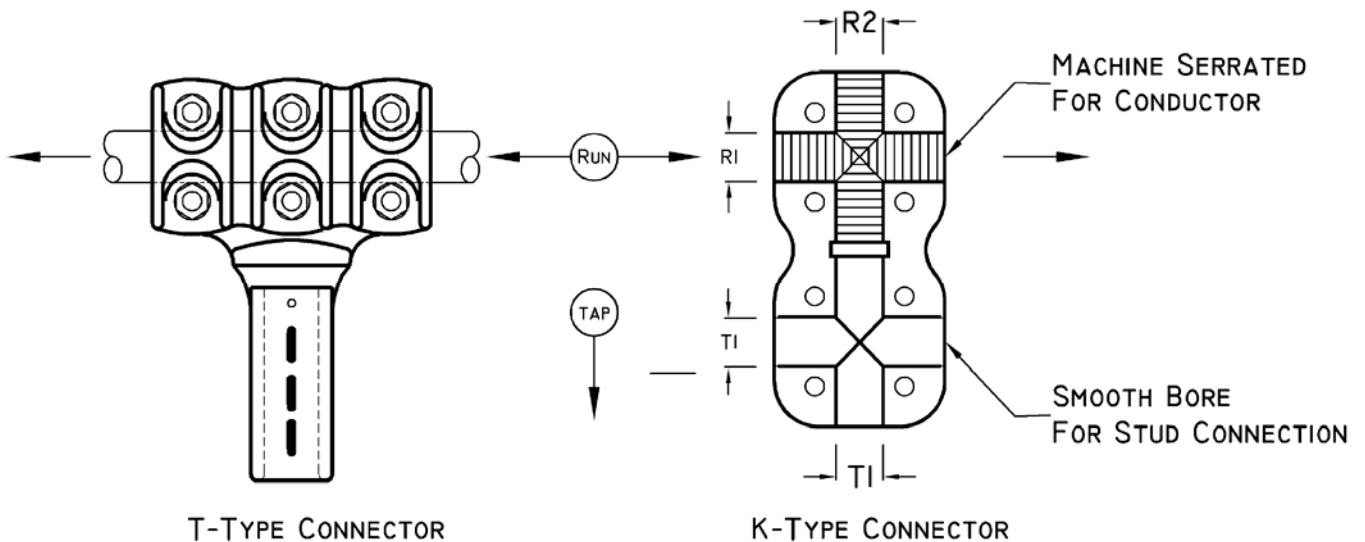 R2
MACHINE SERRATED
FOR CONDUCTOR
RUN
R1
TAP
T1
SMOOTH BORE
FOR STUD CONNECTION
T1
T-TYPE CONNECTOR
K-TYPE CONNECTOR